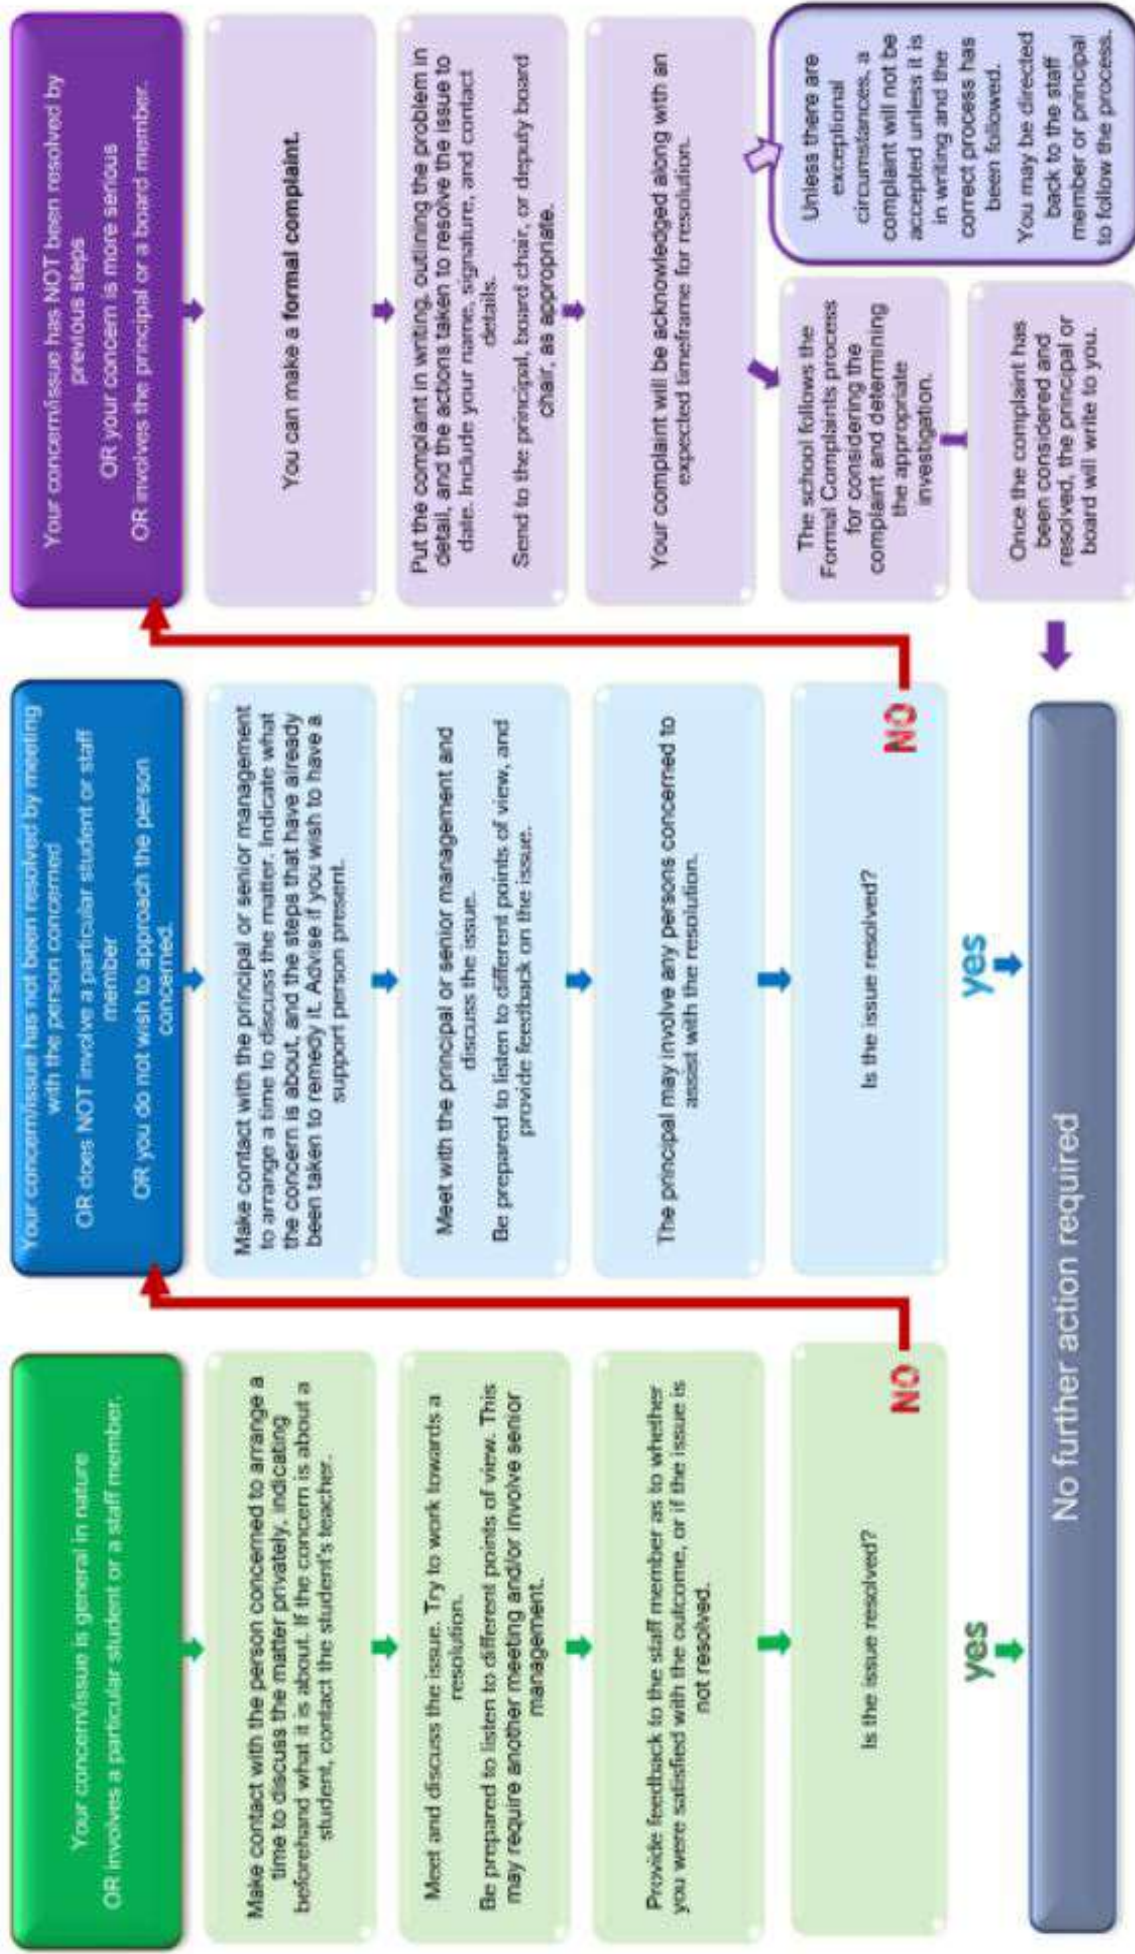 Your concern/issue is general in nature
OR involves a particular student or a staff member.
Make contact with the person concerned to arrange a
time to discuss the matter privately, indicating
beforehand what it is about. If the concern is about a
student, contact the student's teacher.
Meet and discuss the issue. Try to work towards a
resolution.
Be prepared to listen to different points of view. This
may require another meeting and/or involve senior
management.
Provide feedback to the staff member as to whether
you were satisfied with the outcome, or if the issue is
not resolved.
Is the issue resolved?
NO
yes
Your concern/issue has not been resolved by meeting
with the person concerned
OR does NOT involve a particular student or staff
member
OR you do not wish to approach the person
concerned.
Make contact with the principal or senior management
to arrange a time to discuss the matter. Indicate what
the concern is about, and the steps that have already
been taken to remedy it. Advise if you wish to have a
support person present.
Meet with the principal or senior management and
discuss the issue.
Be prepared to listen to different points of view, and
provide feedback on the issue.
The principal may involve any persons concerned to
assist with the resolution.
Is the issue resolved?
NO
yes
Your concern/issue has NOT been resolved by
previous steps
OR your concern is more serious
OR involves the principal or a board member.
You can make a formal complaint.
Put the complaint in writing, outlining the problem in
detail, and the actions taken to resolve the issue to
date. Include your name, signature, and contact
details.
Send to the principal, board chair, or deputy board
chair, as appropriate.
Your complaint will be acknowledged along with an
expected timeframe for resolution.
The school follows the
Formal Complaints process
for considering the
complaint and determining
the appropriate
investigation.
Once the complaint has
been considered and
resolved, the principal or
board will write to you.
Unless there are
exceptional
circumstances, a
complaint will not be
accepted unless it is
in writing and the
correct process has
been followed.
You may be directed
back to the staff
member or principal
to follow the process.
No further action required